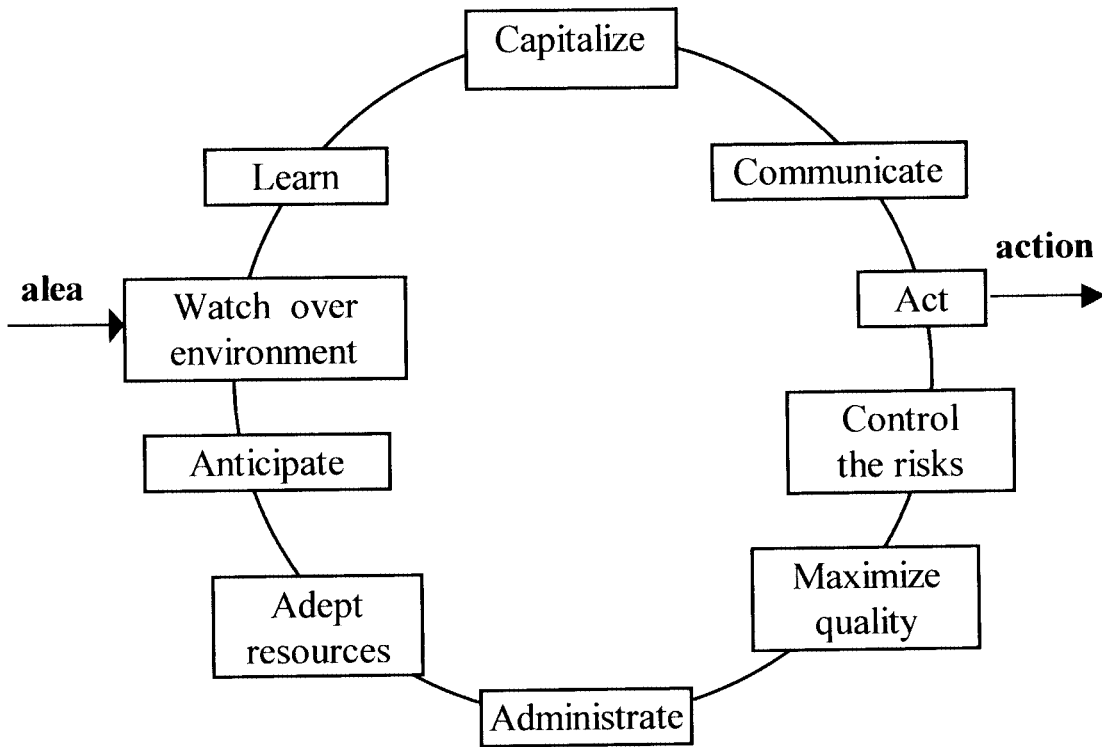 Capitalize
Learn
Communicate
alea
Watch over
environment
action
Act
Anticipate
Control
the risks
Adept
resources
Maximize
quality
Administrate